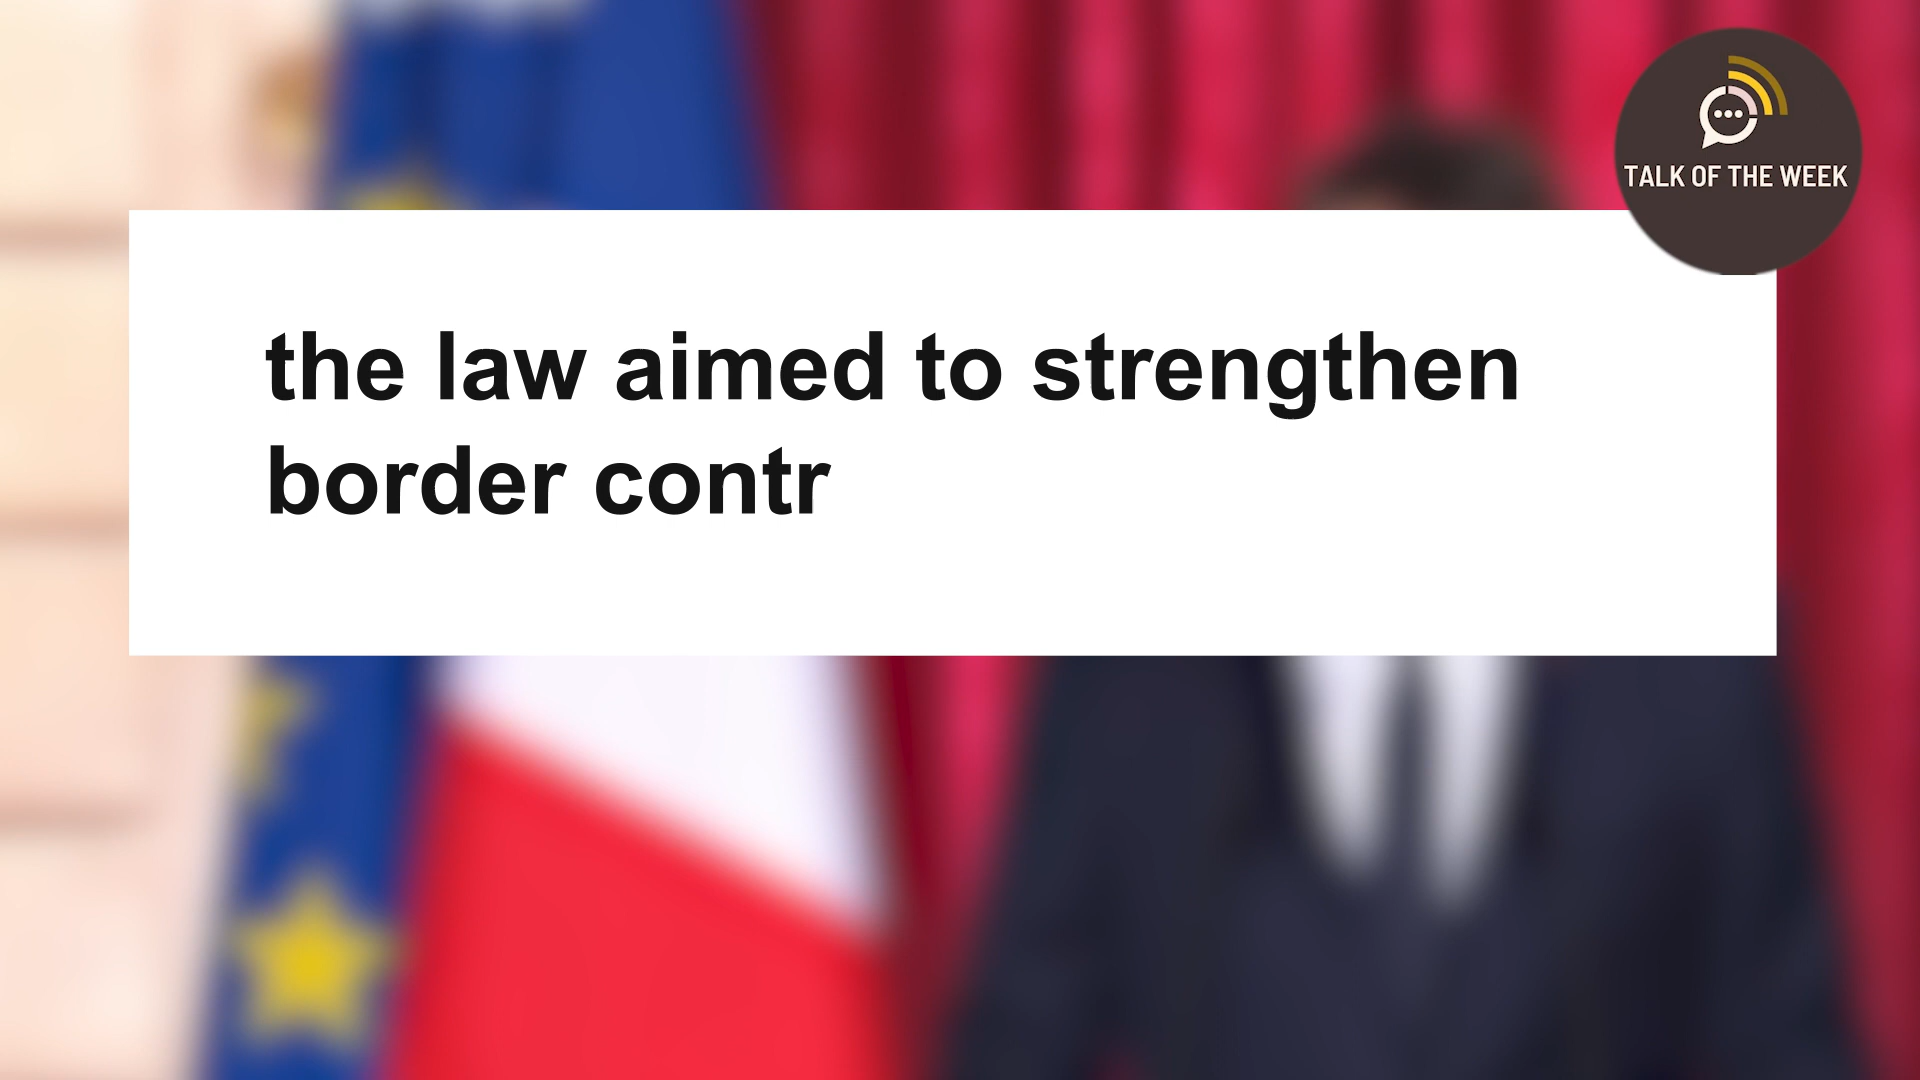 TALK OF THE WEEK
the law aimed to strengthen
border contr